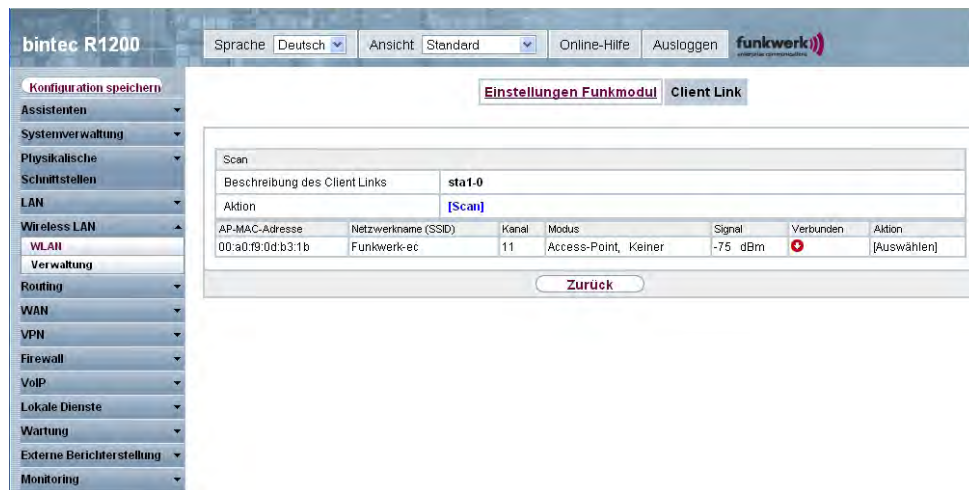 bintec R1200
Sprache Deutsch Ansicht Standard Online-Hilfe Ausloggen funkwerk
Konfiguration speichern
Assistenten
Systemverwaltung
Physikalische
Schnittstellen
LAN
Wireless LAN
WLAN
Verwaltung
Routing
WAN
VPN
Firewall
VoIP
Lokale Dienste
Wartung
Externe Berichterstellung
Monitoring
Einstellungen Funkmodul Client Link
Scan
Beschreibung des Client Links sta1-0
Aktion [Scan]
AP-MAC-Adresse Netzwerkname (SSID) Kanal Modus Signal Verbunden Aktion
00:a0:f9:0d:b3:1b Funkwerk-ec 11 Access-Point, Keiner -75 dBm [Auswählen]
Zurück